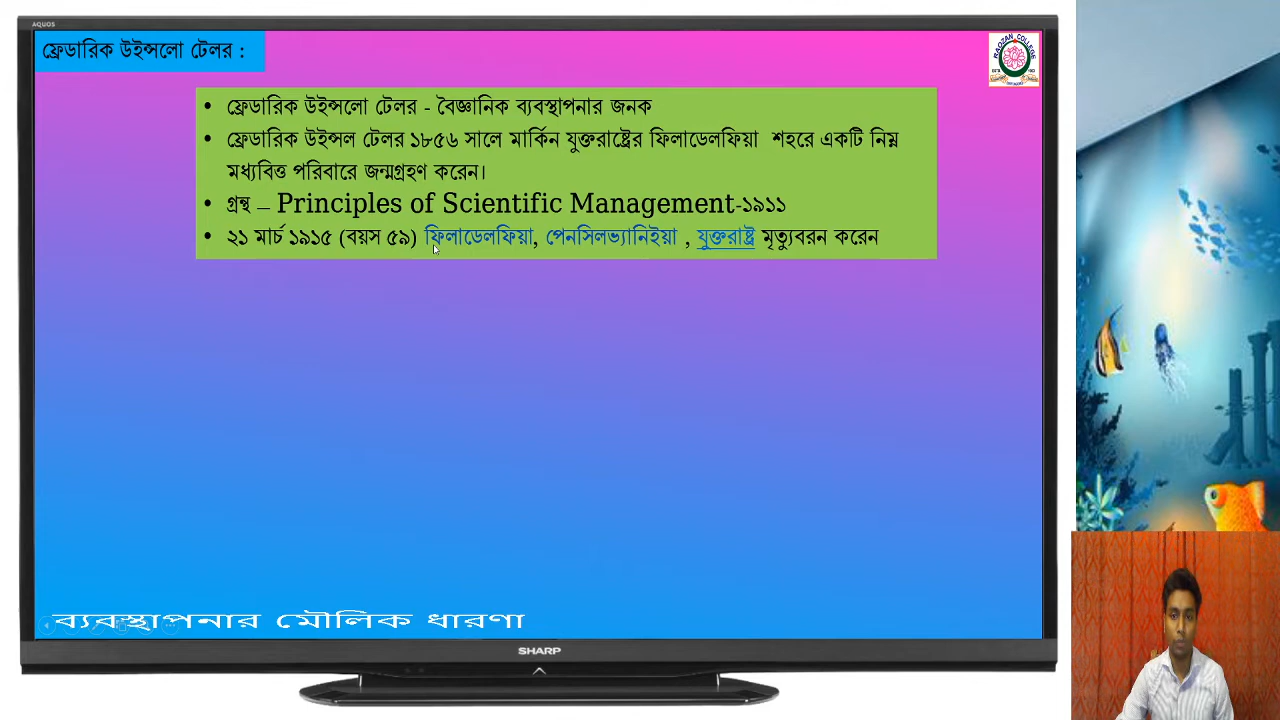 AQUOS
ফ্রেডারিক উইন্সলো টেলর :
RAOZAN COLLEGE
• ফ্রেডারিক উইন্সলো টেলর - বৈজ্ঞানিক ব্যবস্থাপনার জনক
• ফ্রেডারিক উইন্সল টেলর ১৮৫৬ সালে মার্কিন যুক্তরাষ্ট্রের ফিলাডেলফিয়া শহরে একটি নিম্ন
মধ্যবিত্ত পরিবারে জন্মগ্রহণ করেন।
• গ্রন্থ – Principles of Scientific Management-১৯১১
• ২১ মার্চ ১৯১৫ (বয়স ৫৯) ফিলাডেলফিয়া, পেনসিলভ্যানিইয়া , যুক্তরাষ্ট্র মৃত্যুবরন করেন
ব্যবস্থাপনার মৌলিক ধারণা
SHARP